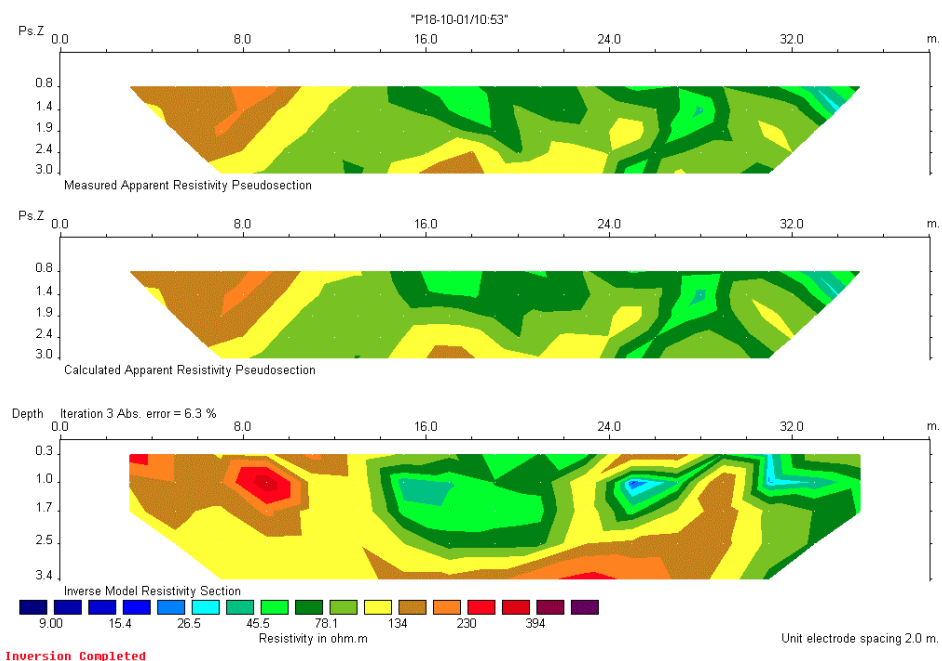 "P18-10-01/10:53"
Ps.Z 0.0 8.0 16.0 24.0 32.0 m.
0.8
1.4
1.9
2.4
3.0
Measured Apparent Resistivity Pseudosection
Ps.Z 0.0 8.0 16.0 24.0 32.0 m.
0.8
1.4
1.9
2.4
3.0
Calculated Apparent Resistivity Pseudosection
Depth Iteration 3 Abs. error = 6.3 %
0.0 8.0 16.0 24.0 32.0 m.
0.3
1.0
1.7
2.5
3.4
Inverse Model Resistivity Section
9.00 15.4 26.5 45.5 78.1 134 230 394
Resistivity in ohm.m Unit electrode spacing 2.0 m.
Inversion Completed